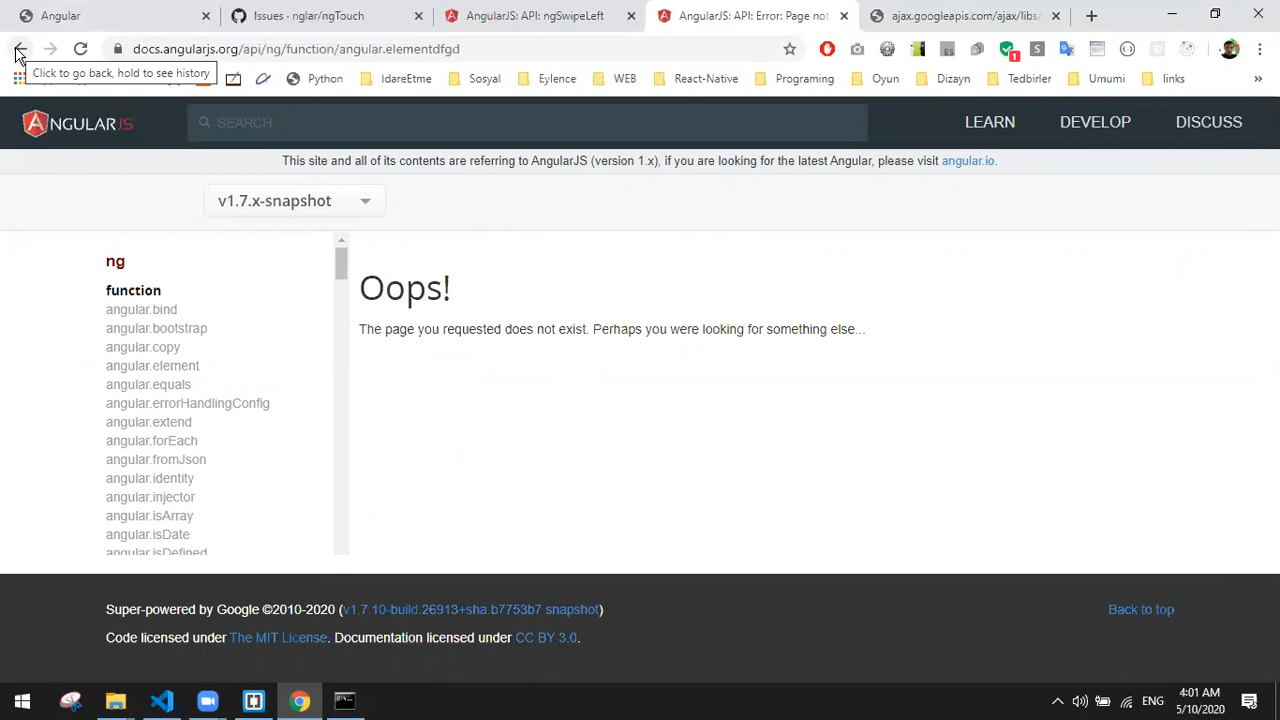 Angular
Issues · nglar/ngTouch
AngularJS: API: ngSwipeLeft
AngularJS: API: Error: Page not
ajax.googleapis.com/ajax/libs/
docs.angularjs.org/api/ng/function/angular.elementdfgd
1
ES
S
Click to go back, hold to see history
Python
IdareEtme
Sosyal
Eylence
WEB
React-Native
Programing
Oyun
Dizayn
Tedbirler
Umumi
links
»
ANGULARJS
SEARCH
LEARN
DEVELOP
DISCUSS
This site and all of its contents are referring to AngularJS (version 1.x), if you are looking for the latest Angular, please visit angular.io.
v1.7.x-snapshot
ng
function
angular.bind
angular.bootstrap
angular.copy
angular.element
angular.equals
angular.errorHandlingConfig
angular.extend
angular.forEach
angular.fromJson
angular.identity
angular.injector
angular.isArray
angular.isDate
angular.isDefined
Oops!
The page you requested does not exist. Perhaps you were looking for something else...
Super-powered by Google ©2010-2020 (v1.7.10-build.26913+sha.b7753b7 snapshot)
Back to top
Code licensed under The MIT License. Documentation licensed under CC BY 3.0.
ENG
4:01 AM
5/10/2020